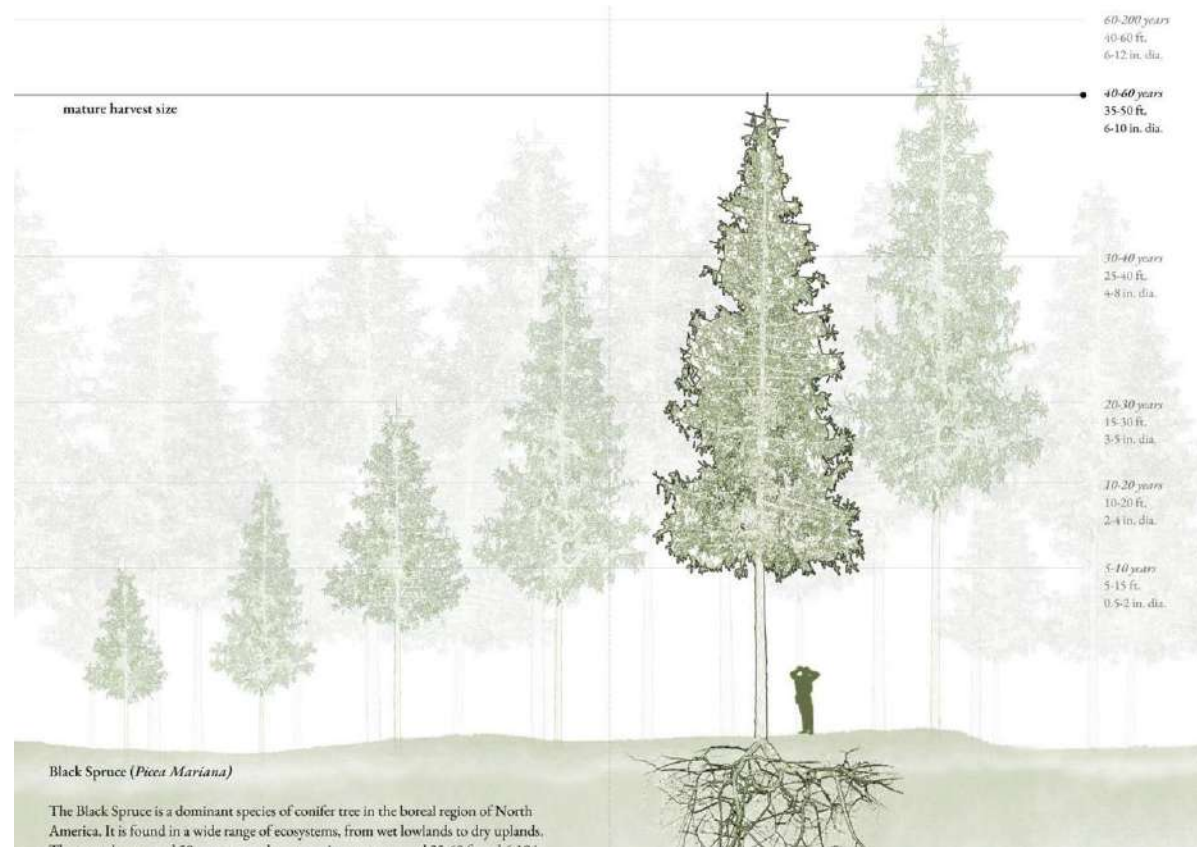 60-200 years
40-60 ft.
6-12 in. dia.
mature harvest size
40-60 years
35-50 ft.
6-10 in. dia.
30-40 years
25-40 ft.
4-8 in. dia.
20-30 years
15-30 ft.
3-5 in. dia.
10-20 years
10-20 ft.
2-4 in. dia.
5-10 years
5-15 ft.
0.5-2 in. dia.
Black Spruce (Picea Mariana)
The Black Spruce is a dominant species of conifer tree in the boreal region of North
America. It is found in a wide range of ecosystems, from wet lowlands to dry uplands.